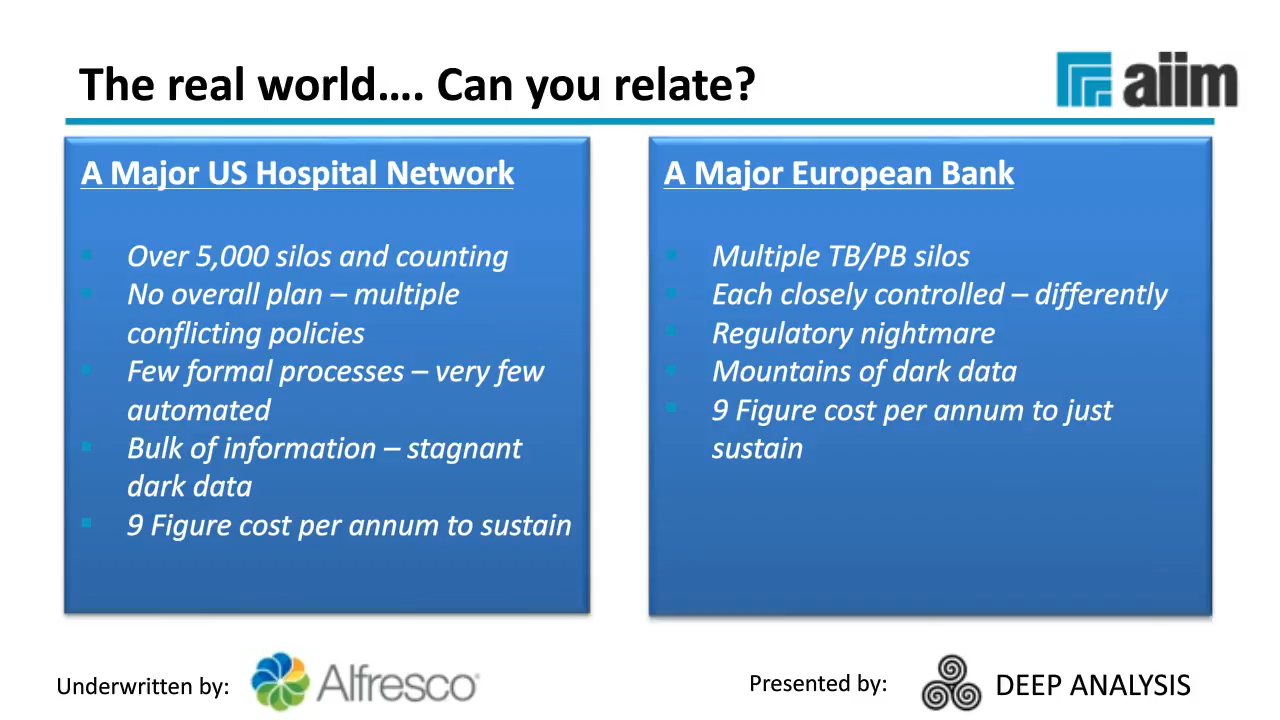 The real world.... Can you relate?
aiim
A Major US Hospital Network
Over 5,000 silos and counting
No overall plan – multiple
conflicting policies
Few formal processes – very few
automated
Bulk of information – stagnant
dark data
9 Figure cost per annum to sustain
A Major European Bank
Multiple TB/PB silos
Each closely controlled – differently
Regulatory nightmare
Mountains of dark data
9 Figure cost per annum to just
sustain
Underwritten by:
Alfresco
Presented by:
DEEP ANALYSIS